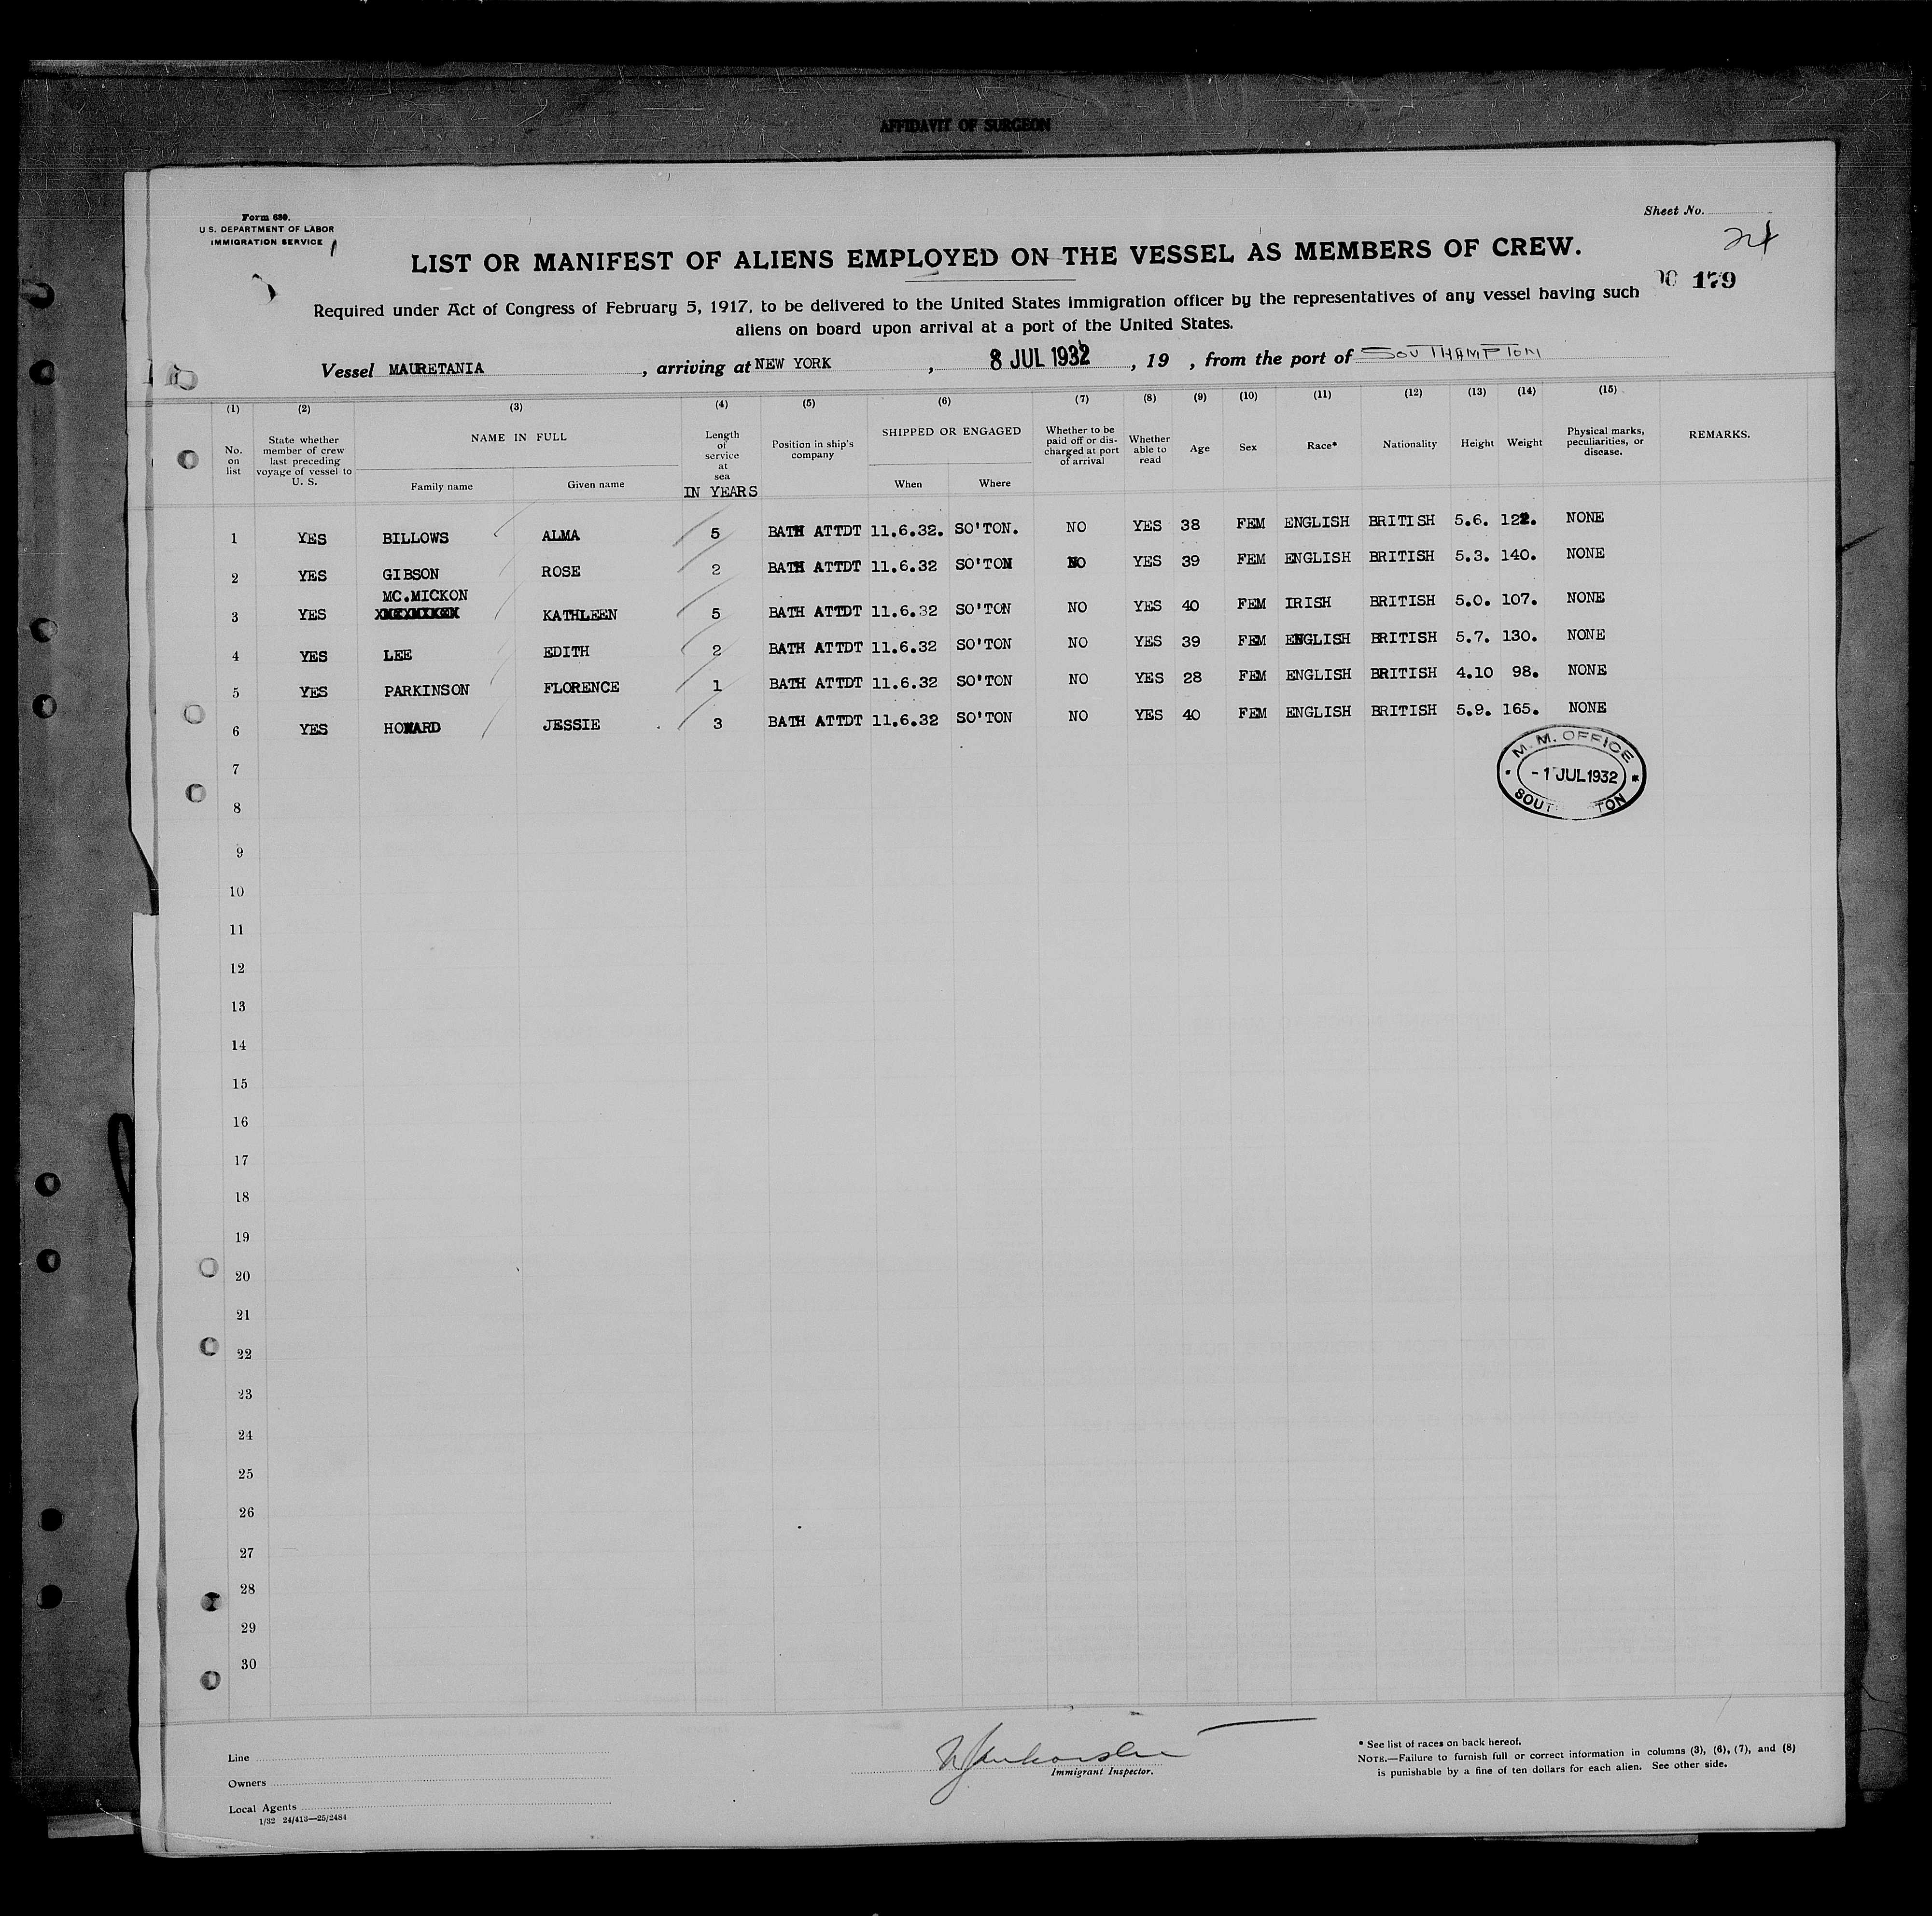 AFFIDAVIT OF SURGEON
Form 680.
U. S. DEPARTMENT OF LABOR
IMMIGRATION SERVICE
Sheet No.
24
LIST OR MANIFEST OF ALIENS EMPLOYED ON THE VESSEL AS MEMBERS OF CREW.
179
Required under Act of Congress of February 5, 1917, to be delivered to the United States immigration officer by the representatives of any vessel having such
aliens on board upon arrival at a port of the United States.
Vessel MAURETANIA, arriving at NEW YORK, 8 JUL 1932, 19 , from the port of SOUTHAMPTON
(1) (2) (3) (4) (5) (6) (7) (8) (9) (10) (11) (12) (13) (14) (15)
No. on list State whether member of crew last preceding voyage of vessel to U. S. NAME IN FULL Family name Given name Length of service at sea IN YEARS Position in ship's company SHIPPED OR ENGAGED When Where Whether to be paid off or discharged at port of arrival Whether able to read Age Sex Race* Nationality Height Weight Physical marks, peculiarities, or disease. REMARKS.
1 YES BILLOWS ALMA 5 BATH ATTDT 11.6.32. SO'TON. NO YES 38 FEM ENGLISH BRITISH 5.6. 122. NONE
2 YES GIBSON ROSE 2 BATH ATTDT 11.6.32 SO'TON NO YES 39 FEM ENGLISH BRITISH 5.3. 140. NONE
MC.MICKON
3 YES KATHLEEN 5 BATH ATTDT 11.6.32 SO'TON NO YES 40 FEM IRISH BRITISH 5.0. 107. NONE
4 YES LEE EDITH 2 BATH ATTDT 11.6.32 SO'TON NO YES 39 FEM ENGLISH BRITISH 5.7. 130. NONE
5 YES PARKINSON FLORENCE 1 BATH ATTDT 11.6.32 SO'TON NO YES 28 FEM ENGLISH BRITISH 4.10 98. NONE
6 YES HOWARD JESSIE 3 BATH ATTDT 11.6.32 SO'TON NO YES 40 FEM ENGLISH BRITISH 5.9. 165. NONE
M. M. OFFICE
- 1 JUL 1932
7
8
9
10
11
12
13
14
15
16
17
18
19
20
21
22
23
24
25
26
27
28
29
30
Line
Owners
Local Agents
1/32 24/413—25/2484
Immigrant Inspector.
* See list of races on back hereof.
NOTE.—Failure to furnish full or correct information in columns (3), (6), (7), and (8)
is punishable by a fine of ten dollars for each alien. See other side.